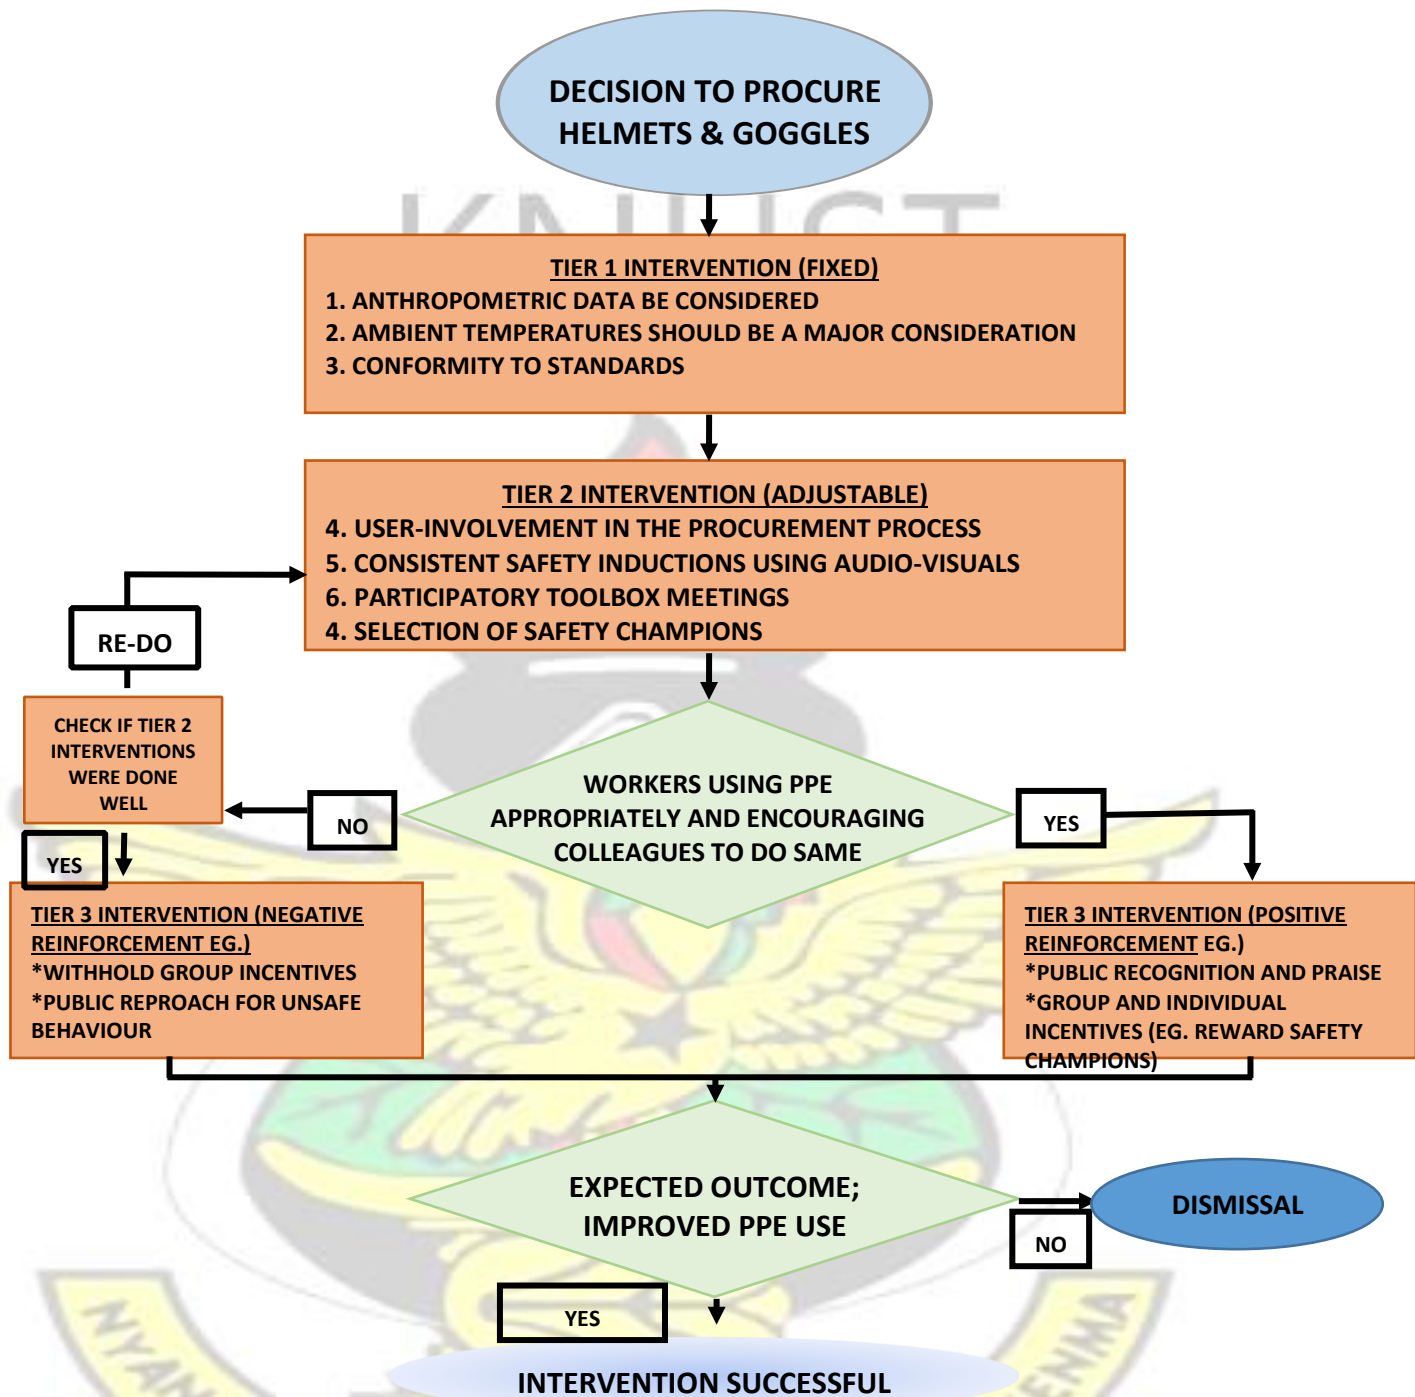 DECISION TO PROCURE
HELMETS & GOGGLES
KNUST
TIER 1 INTERVENTION (FIXED)
1. ANTHROPOMETRIC DATA BE CONSIDERED
2. AMBIENT TEMPERATURES SHOULD BE A MAJOR CONSIDERATION
3. CONFORMITY TO STANDARDS
TIER 2 INTERVENTION (ADJUSTABLE)
4. USER-INVOLVEMENT IN THE PROCUREMENT PROCESS
5. CONSISTENT SAFETY INDUCTIONS USING AUDIO-VISUALS
6. PARTICIPATORY TOOLBOX MEETINGS
4. SELECTION OF SAFETY CHAMPIONS
RE-DO
CHECK IF TIER 2
INTERVENTIONS
WERE DONE
WELL
NO
WORKERS USING PPE
APPROPRIATELY AND ENCOURAGING
COLLEAGUES TO DO SAME
YES
YES
TIER 3 INTERVENTION (NEGATIVE
REINFORCEMENT EG.)
*WITHHOLD GROUP INCENTIVES
*PUBLIC REPROACH FOR UNSAFE
BEHAVIOUR
TIER 3 INTERVENTION (POSITIVE
REINFORCEMENT EG.)
*PUBLIC RECOGNITION AND PRAISE
*GROUP AND INDIVIDUAL
INCENTIVES (EG. REWARD SAFETY
CHAMPIONS)
EXPECTED OUTCOME;
IMPROVED PPE USE
NO
DISMISSAL
YES
INTERVENTION SUCCESSFUL